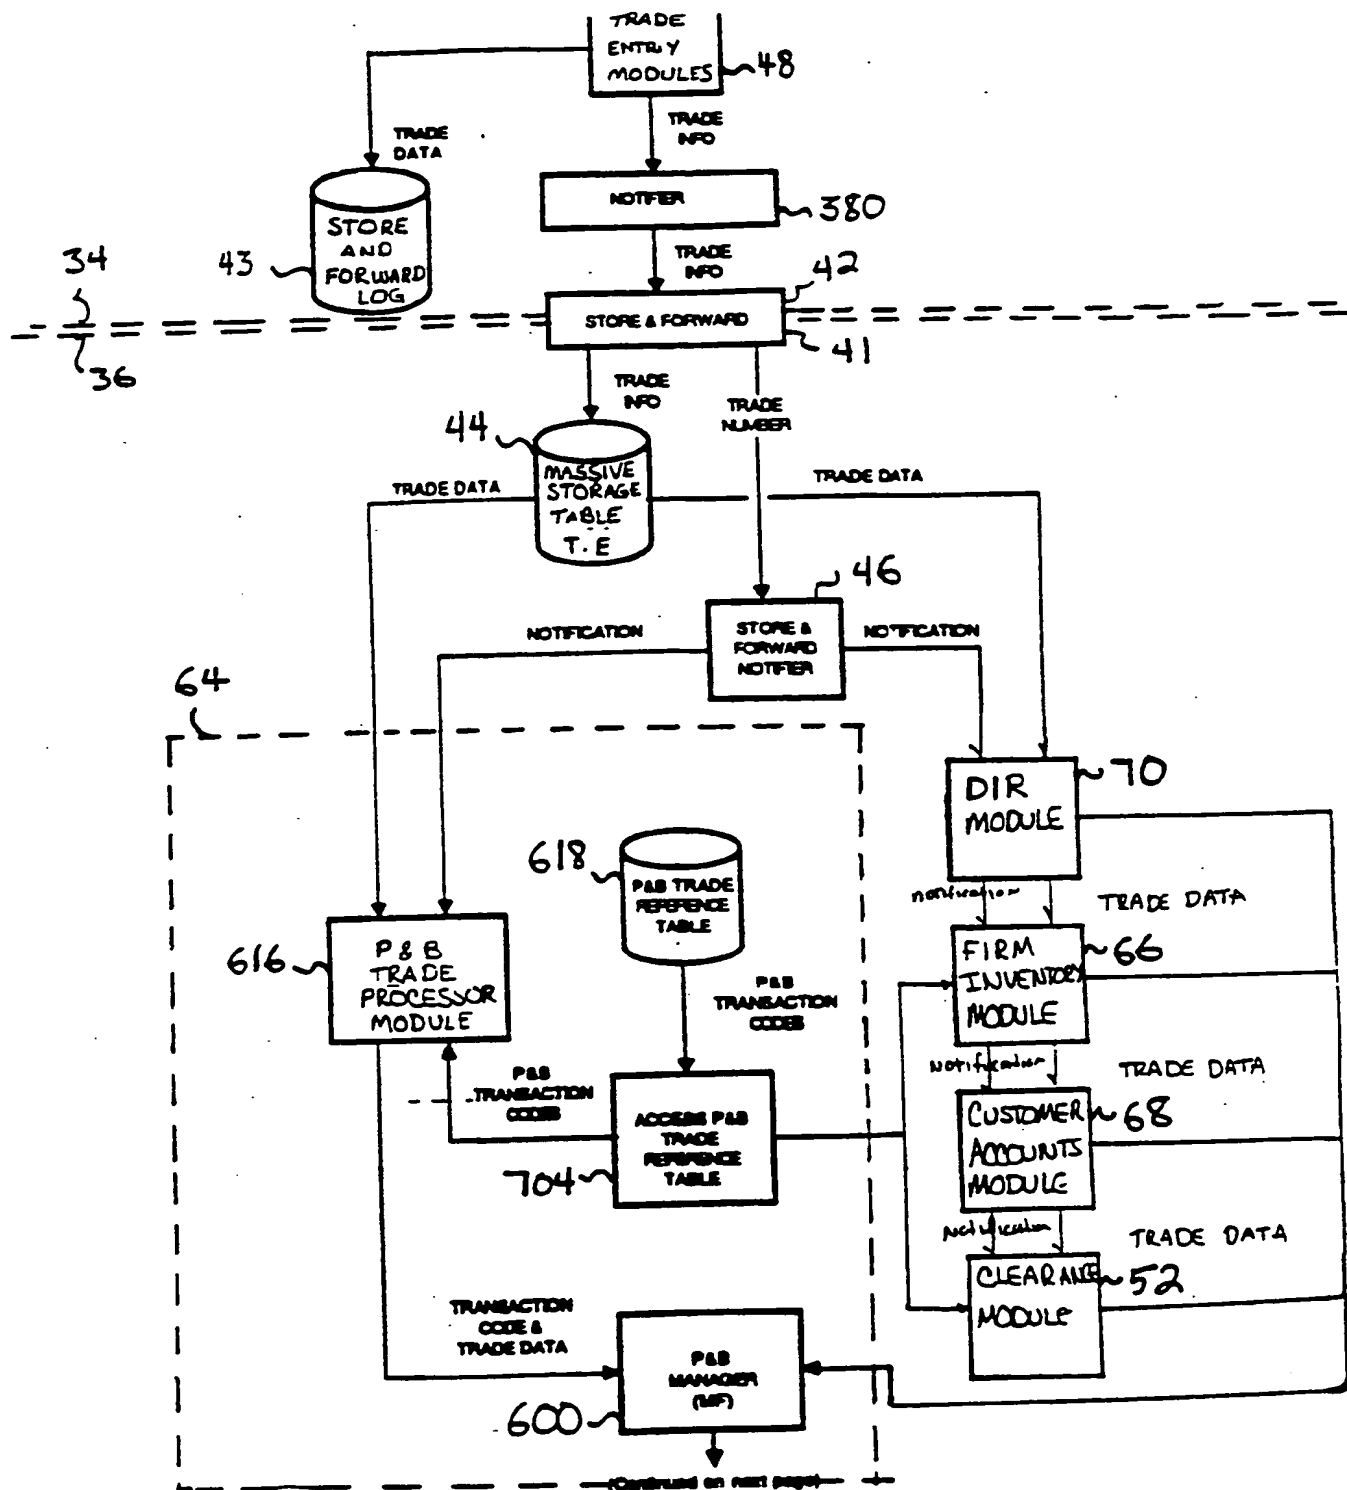 TRADE
ENTRY
MODULES
48
TRADE
INFO
TRADE
DATA
NOTIFIER
380
STORE
AND
FORWARD
LOG
43
34
TRADE
INFO
42
STORE & FORWARD
41
36
TRADE
INFO
TRADE
NUMBER
44
MASSIVE
STORAGE
TABLE
T.E
TRADE DATA
TRADE DATA
46
STORE &
FORWARD
NOTIFIER
NOTIFICATION
NOTIFICATION
64
70
DIR
MODULE
618
P&B TRADE
REFERENCE
TABLE
notification
TRADE DATA
616
P & B
TRADE
PROCESSOR
MODULE
FIRM
INVENTORY
MODULE
66
P&B
TRANSACTION
CODES
Notification
TRADE DATA
P&B
TRANSACTION
CODES
ACCESS P&B
TRADE
REFERENCE
TABLE
704
CUSTOMER
ACCOUNTS
MODULE
68
Notification
TRADE DATA
CLEARANCE
MODULE
52
TRANSACTION
CODE &
TRADE DATA
P&B
MANAGER
(MF)
600
(Continued on next page)